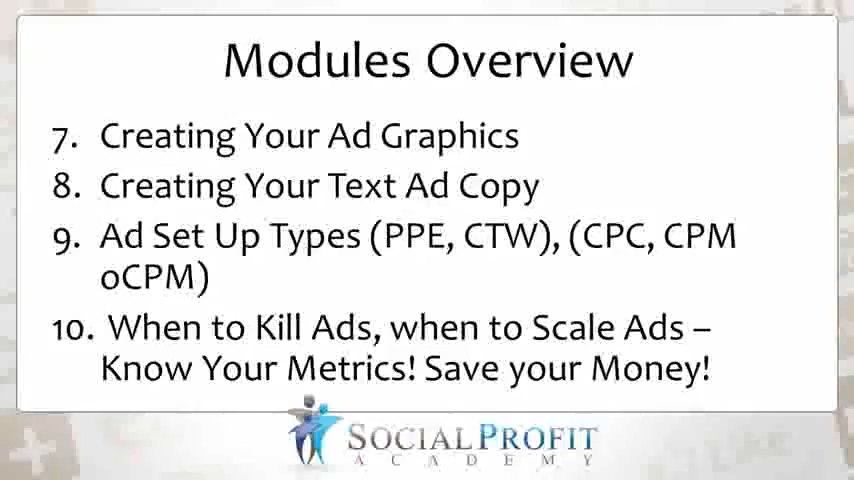 Modules Overview
7. Creating Your Ad Graphics
8. Creating Your Text Ad Copy
9. Ad Set Up Types (PPE, CTW), (CPC, CPM
oCPM)
10. When to Kill Ads, when to Scale Ads –
Know Your Metrics! Save your Money!
SOCIAL PROFIT
ACADEMY